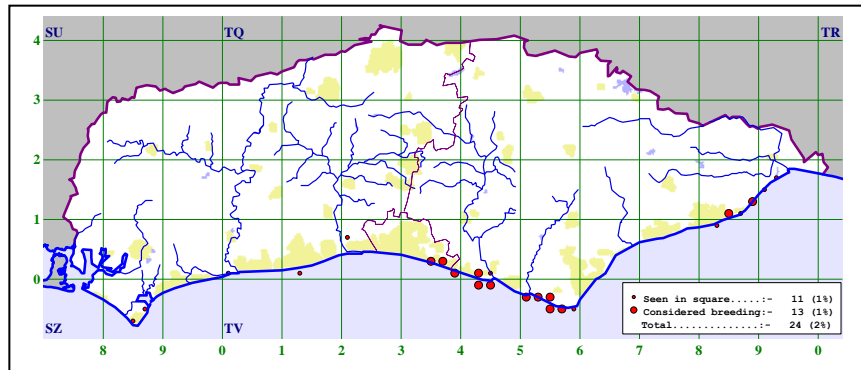 SU TQ TR
4
3
2
1
0
SZ TV
8 9 0 1 2 3 4 5 6 7 8 9 0
Seen in square.....:- 11 (1%)
Considered breeding:- 13 (1%)
Total..............:- 24 (2%)